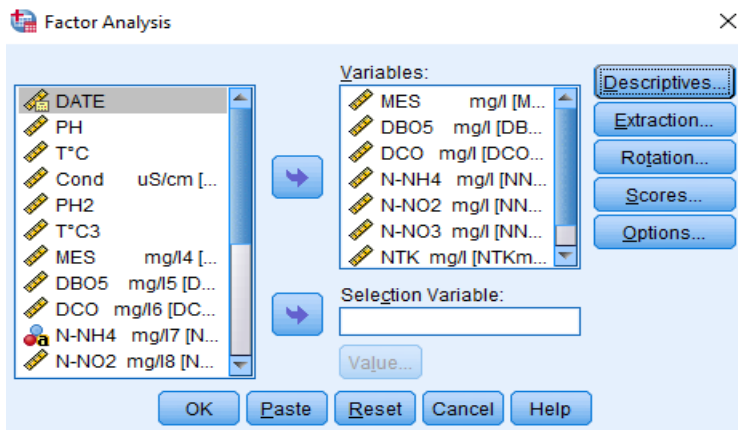 Factor Analysis
DATE
PH
T°C
Cond uS/cm [...
PH2
T°C3
MES mg/l4 [...
DBO5 mg/l5 [D...
DCO mg/l6 [DC...
a N-NH4 mg/l7 [N...
N-NO2 mg/l8 [N...
Variables:
MES mg/l [M...
DBO5 mg/l [DB...
DCO mg/l [DCO...
N-NH4 mg/l [NN...
N-NO2 mg/l [NN...
N-NO3 mg/l [NN...
NTK mg/l [NTKm...
Selection Variable:
Value...
Descriptives...
Extraction...
Rotation...
Scores...
Options...
OK Paste Reset Cancel Help